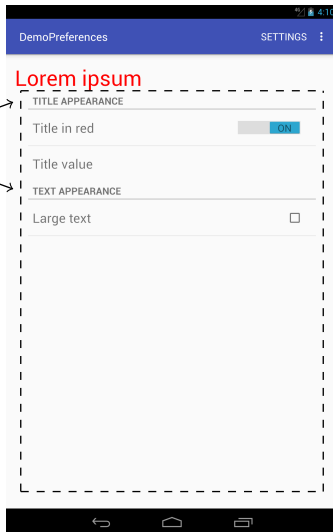 4:10
DemoPreferences SETTINGS
Lorem ipsum
TITLE APPEARANCE
Title in red ON
Title value
TEXT APPEARANCE
Large text